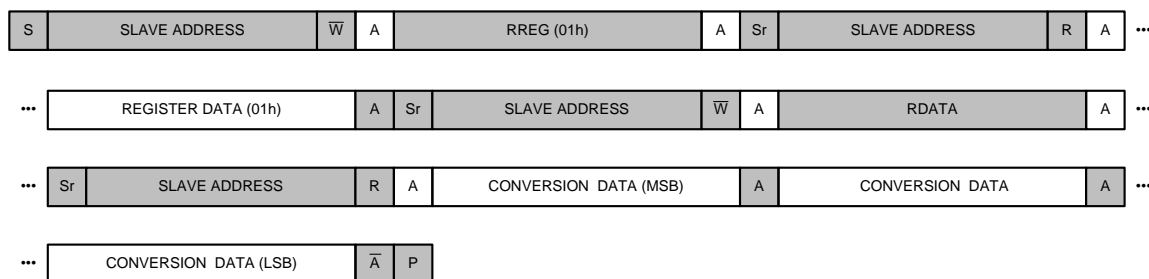 S SLAVE ADDRESS W̅ A RREG (01h) A Sr SLAVE ADDRESS R A •••
••• REGISTER DATA (01h) A Sr SLAVE ADDRESS W̅ A RDATA A •••
••• Sr SLAVE ADDRESS R A CONVERSION DATA (MSB) A CONVERSION DATA A •••
••• CONVERSION DATA (LSB) A̅ P